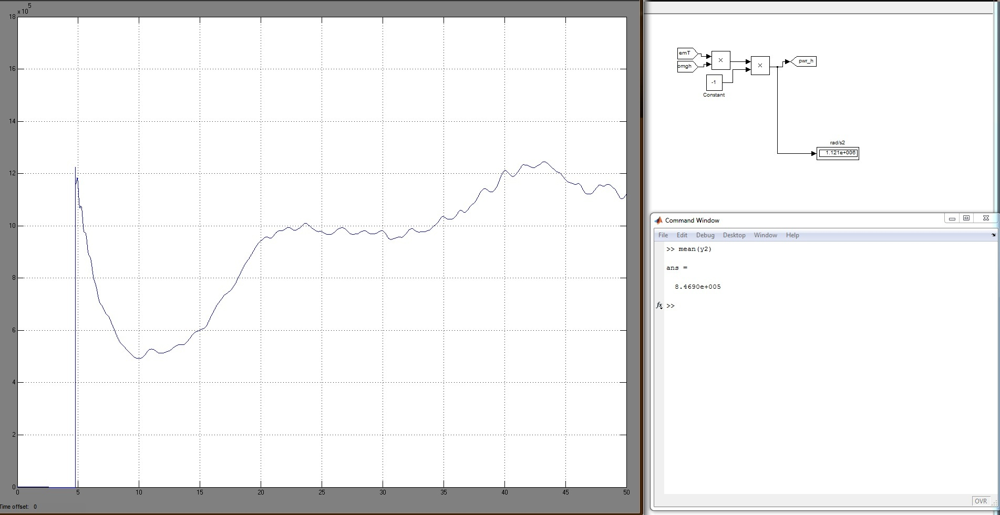 x 10
5
18
16
14
12
10
8
6
4
2
0
0 5 10 15 20 25 30 35 40 45 50
Time offset: 0
emT
omgh
×
×
-1
Constant
pwr_h
rad/s2
1.121e+006
Command Window
File Edit Debug Desktop Window Help
>> mean(y2)
ans =
8.4690e+005
fx >>
OVR